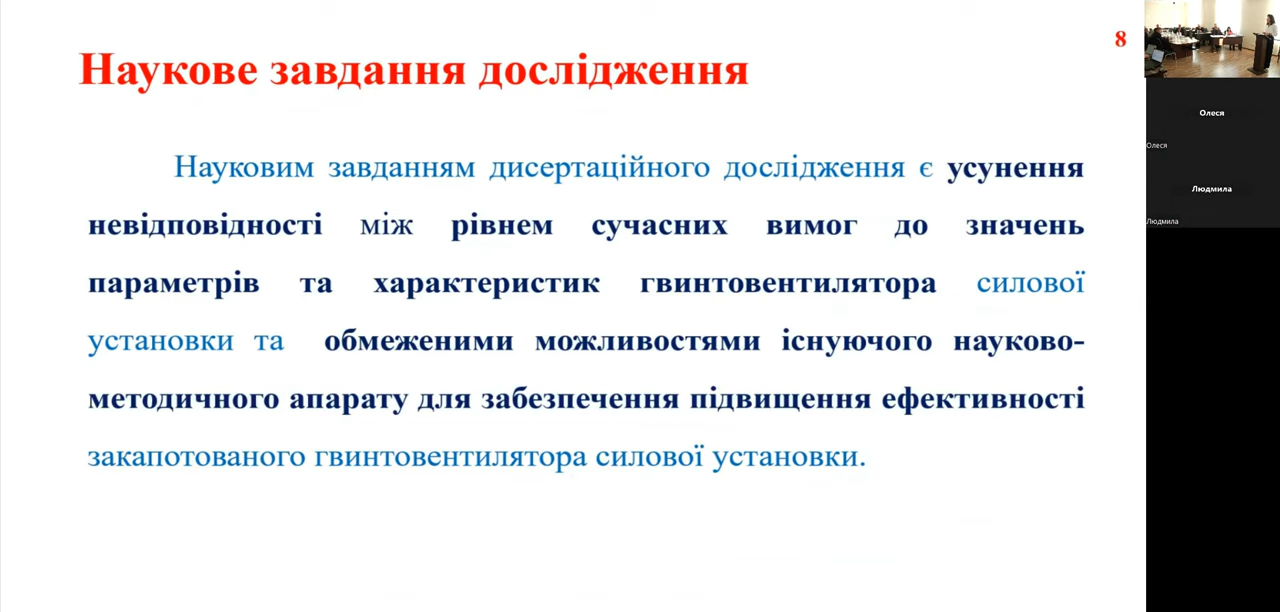 8
Наукове завдання дослідження
Науковим завданням дисертаційного дослідження є усунення
невідповідності між рівнем сучасних вимог до значень
параметрів та характеристик гвинтовентилятора силової
установки та обмеженими можливостями існуючого науково-
методичного апарату для забезпечення підвищення ефективності
закапотованого гвинтовентилятора силової установки.
Олеся
Олеся
Людмила
Людмила